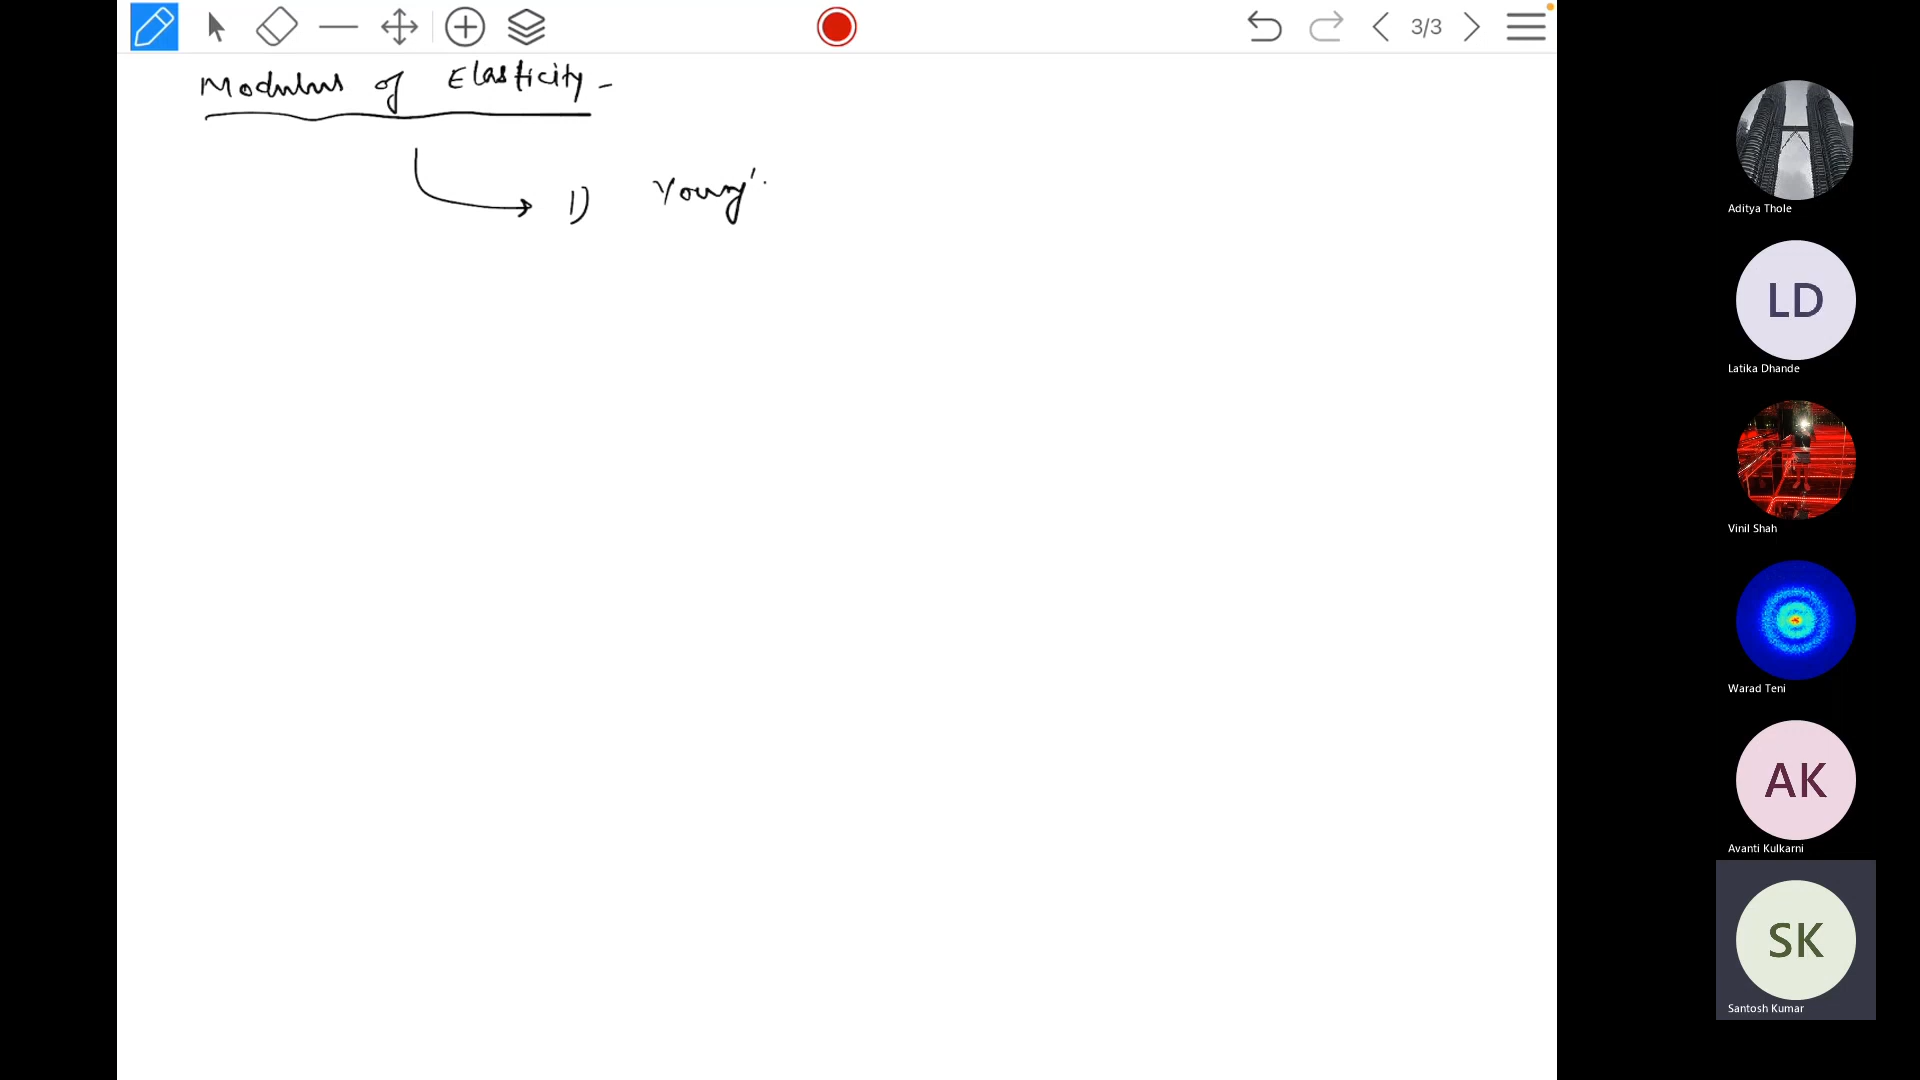 3/3
Modulus of Elasticity -
1) Young'
Aditya Thole
LD
Latika Dhande
Vinil Shah
Warad Teni
AK
Avanti Kulkarni
SK
Santosh Kumar